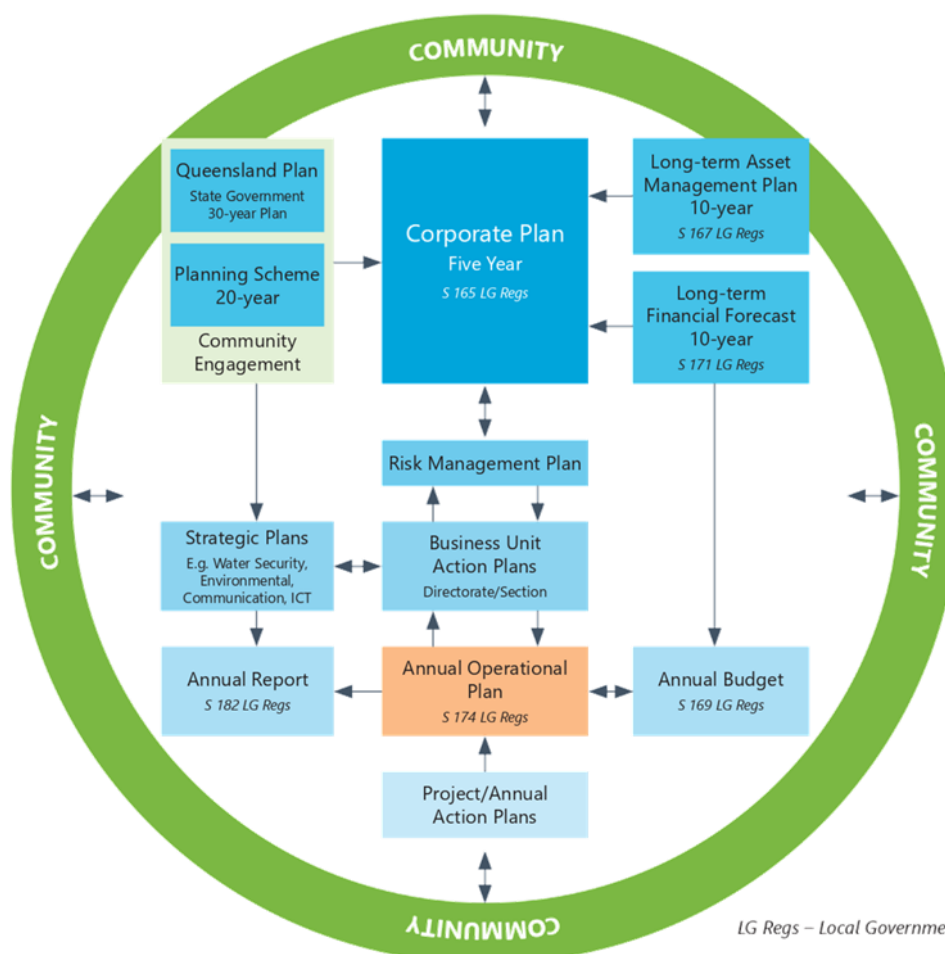 COMMUNITY
Queensland Plan
State Government
30-year Plan
Planning Scheme
20-year
Community
Engagement
Corporate Plan
Five Year
S 165 LG Regs
Long-term Asset
Management Plan
10-year
S 167 LG Regs
Long-term
Financial Forecast
10-year
S 171 LG Regs
COMMUNITY
COMMUNITY
Risk Management Plan
Strategic Plans
E.g. Water Security,
Environmental,
Communication, ICT
Business Unit
Action Plans
Directorate/Section
Annual Report
S 182 LG Regs
Annual Operational
Plan
S 174 LG Regs
Annual Budget
S 169 LG Regs
Project/Annual
Action Plans
COMMUNITY
LG Regs – Local Governme